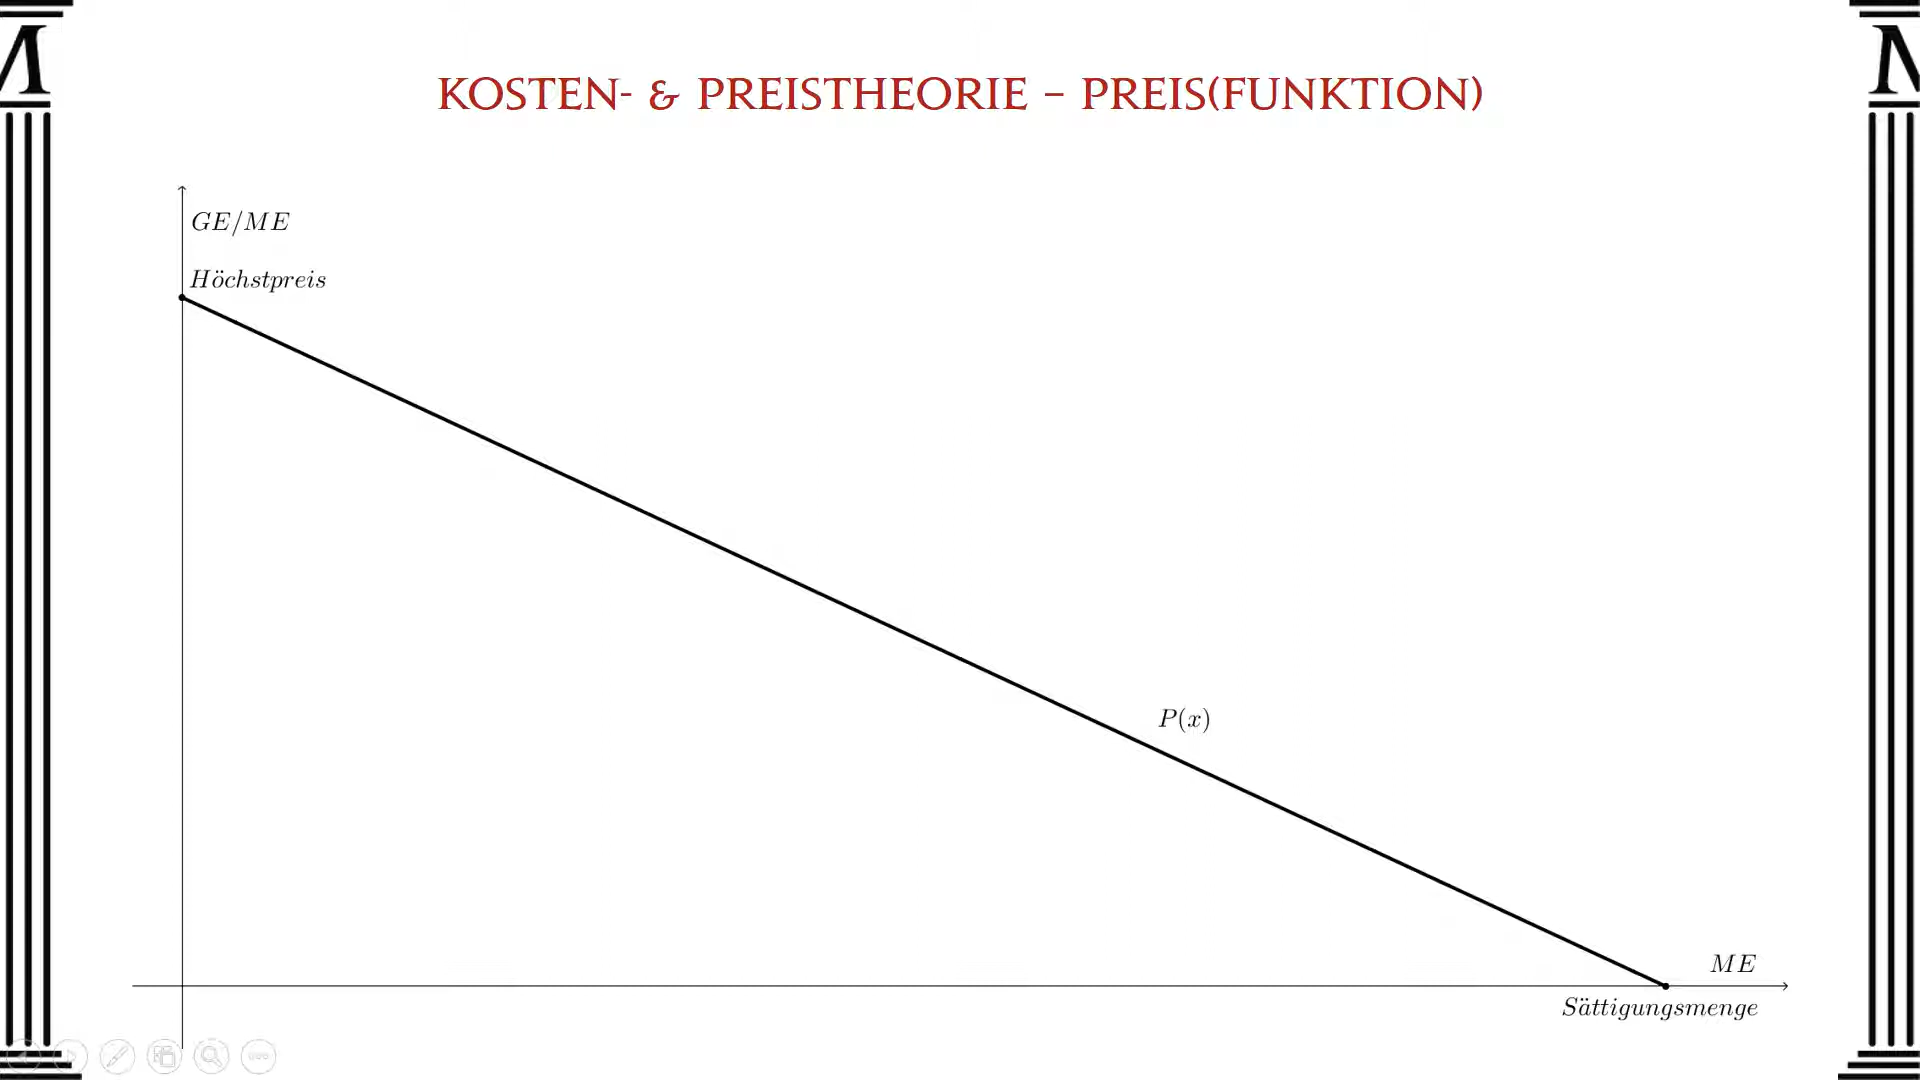 M
KOSTEN- & PREISTHEORIE – PREIS(FUNKTION)
GE/ME
Höchstpreis
P(x)
ME
Sättigungsmenge